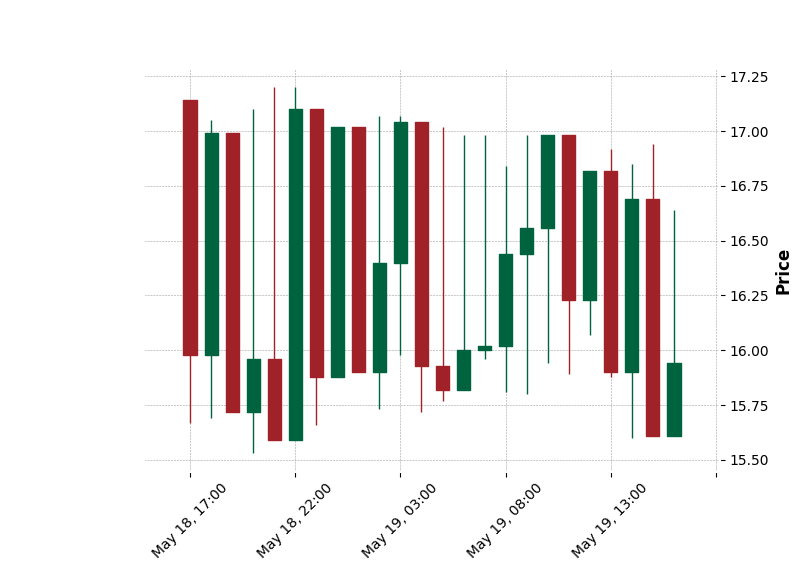 17.25
17.00
16.75
16.50
16.25
16.00
15.75
15.50
Price
May 18, 17:00
May 18, 22:00
May 19, 03:00
May 19, 08:00
May 19, 13:00